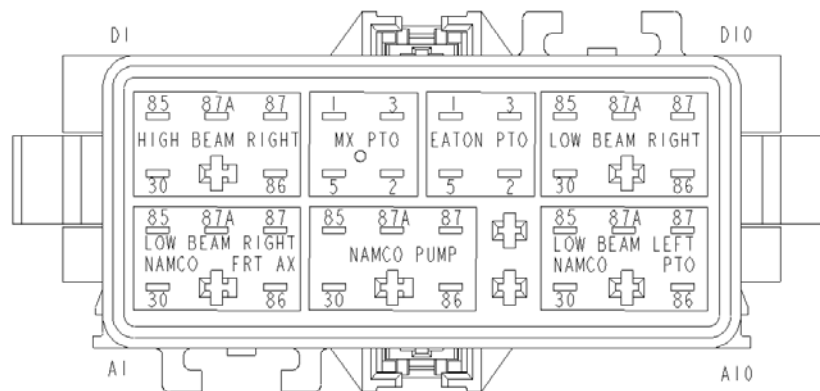 D1 D10
85 87A 87 1 3 1 3 85 87A 87
HIGH BEAM RIGHT MX PTO EATON PTO LOW BEAM RIGHT
30 86 5 2 5 2 30 86
85 87A 87 85 87A 87 85 87A 87
LOW BEAM RIGHT NAMCO PUMP LOW BEAM LEFT
NAMCO FRT AX NAMCO PTO
30 86 30 86 30 86
A1 A10